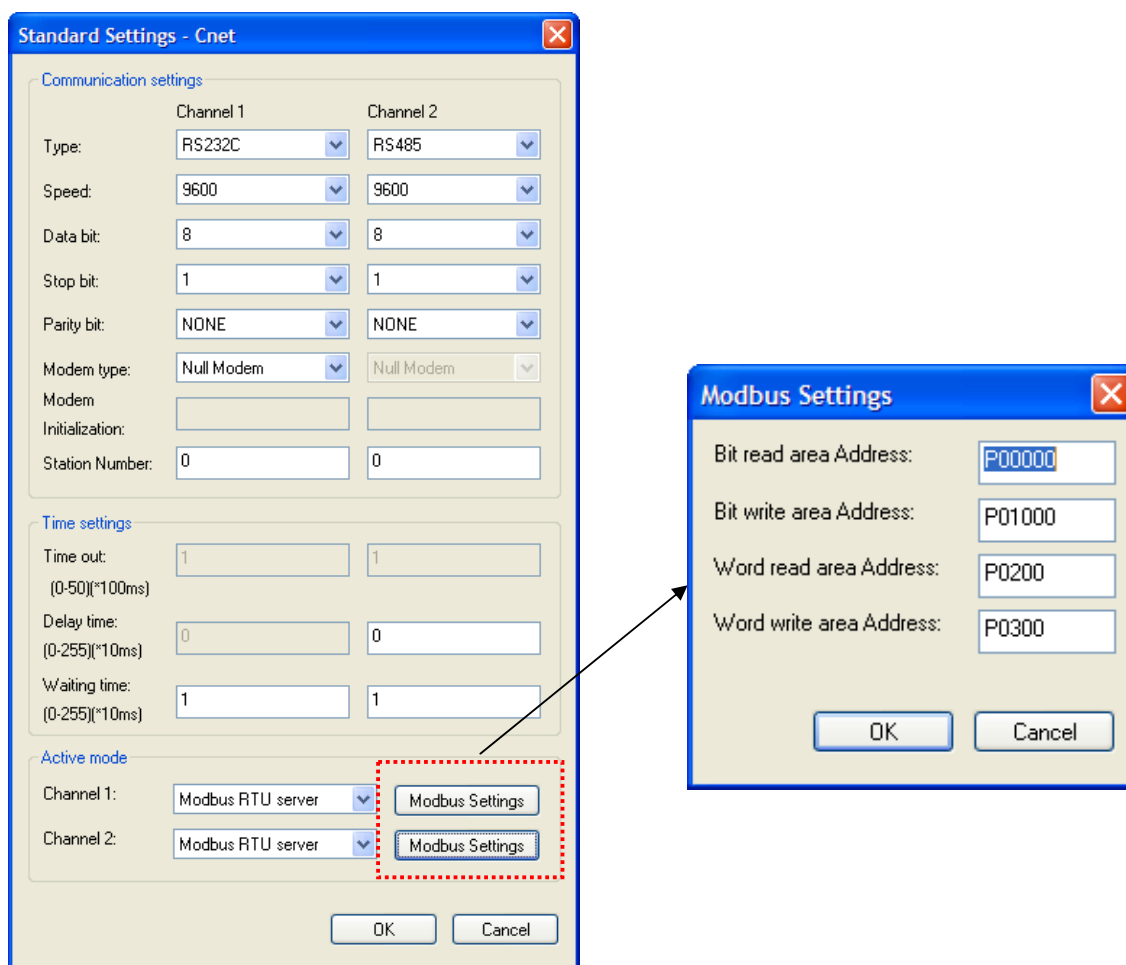 Standard Settings - Cnet
Communication settings
Channel 1 Channel 2
Type: RS232C RS485
Speed: 9600 9600
Data bit: 8 8
Stop bit: 1 1
Parity bit: NONE NONE
Modem type: Null Modem Null Modem
Modem
Initialization:
Station Number: 0 0
Time settings
Time out: 1 1
(0-50)(*100ms)
Delay time: 0 0
(0-255)(*10ms)
Waiting time: 1 1
(0-255)(*10ms)
Active mode
Channel 1: Modbus RTU server Modbus Settings
Channel 2: Modbus RTU server Modbus Settings
OK Cancel
Modbus Settings
Bit read area Address: P00000
Bit write area Address: P01000
Word read area Address: P0200
Word write area Address: P0300
OK Cancel